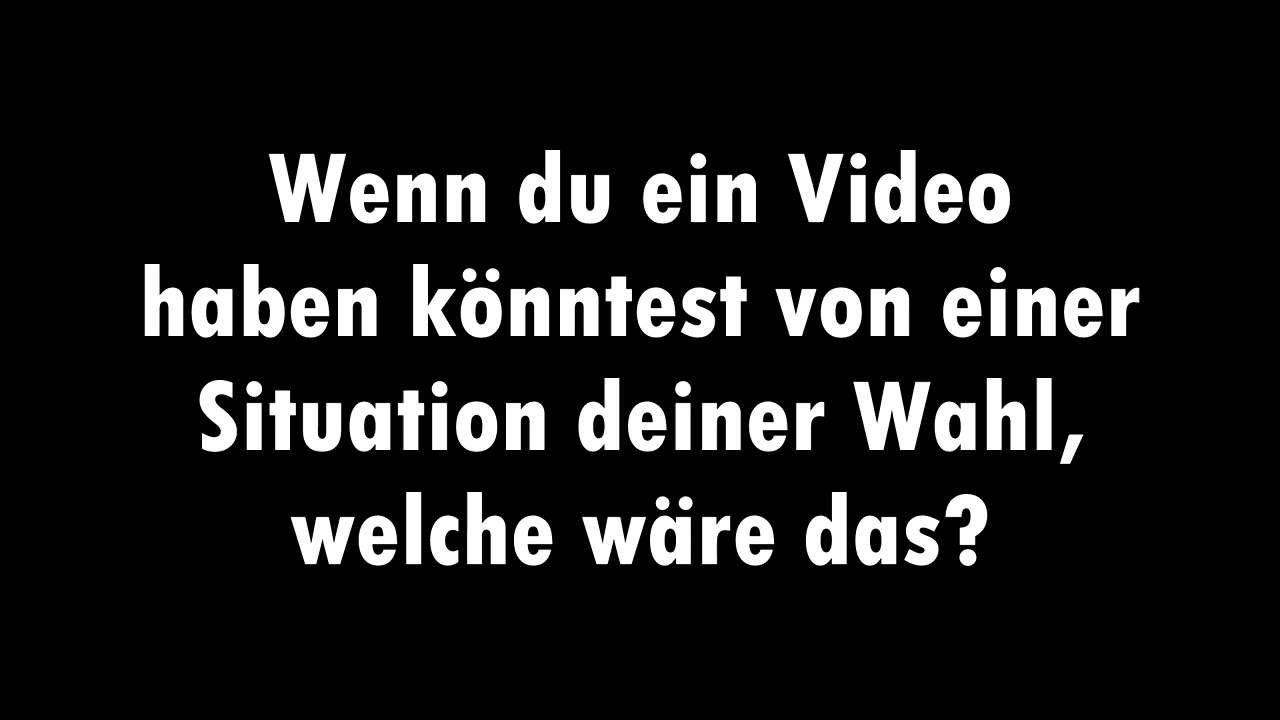 Wenn du ein Video
haben könntest von einer
Situation deiner Wahl,
welche wäre das?